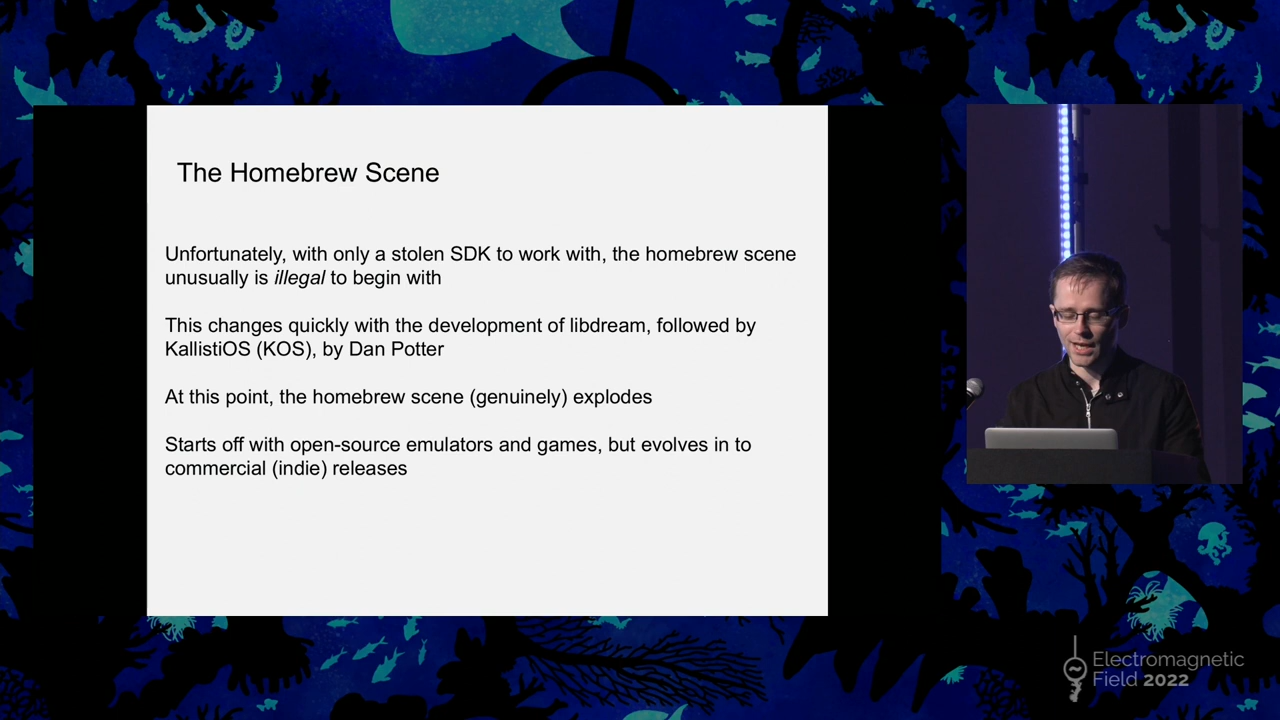 The Homebrew Scene
Unfortunately, with only a stolen SDK to work with, the homebrew scene
unusually is illegal to begin with
This changes quickly with the development of libdream, followed by
KallistiOS (KOS), by Dan Potter
At this point, the homebrew scene (genuinely) explodes
Starts off with open-source emulators and games, but evolves in to
commercial (indie) releases
Electromagnetic
Field 2022